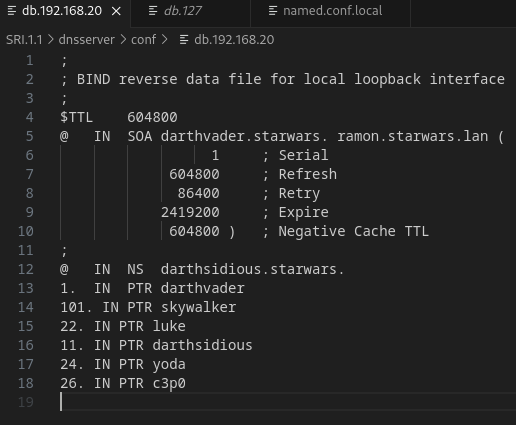 db.192.168.20 × db.127 named.conf.local
SRI.1.1 > dnsserver > conf > db.192.168.20
1 ;
2 ; BIND reverse data file for local loopback interface
3 ;
4 $TTL 604800
5 @ IN SOA darthvader.starwars. ramon.starwars.lan (
6 1 ; Serial
7 604800 ; Refresh
8 86400 ; Retry
9 2419200 ; Expire
10 604800 ) ; Negative Cache TTL
11 ;
12 @ IN NS darthsidious.starwars.
13 1. IN PTR darthvader
14 101. IN PTR skywalker
15 22. IN PTR luke
16 11. IN PTR darthsidious
17 24. IN PTR yoda
18 26. IN PTR c3p0
19